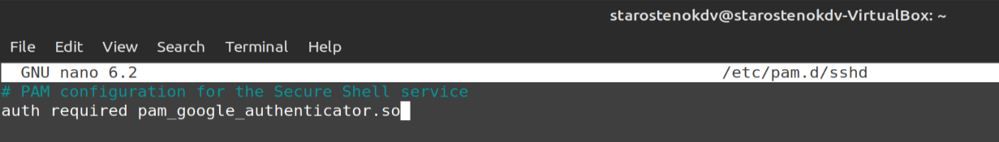 starostenokdv@starostenokdv-VirtualBox: ~
File Edit View Search Terminal Help
GNU nano 6.2 /etc/pam.d/sshd
# PAM configuration for the Secure Shell service
auth required pam_google_authenticator.so